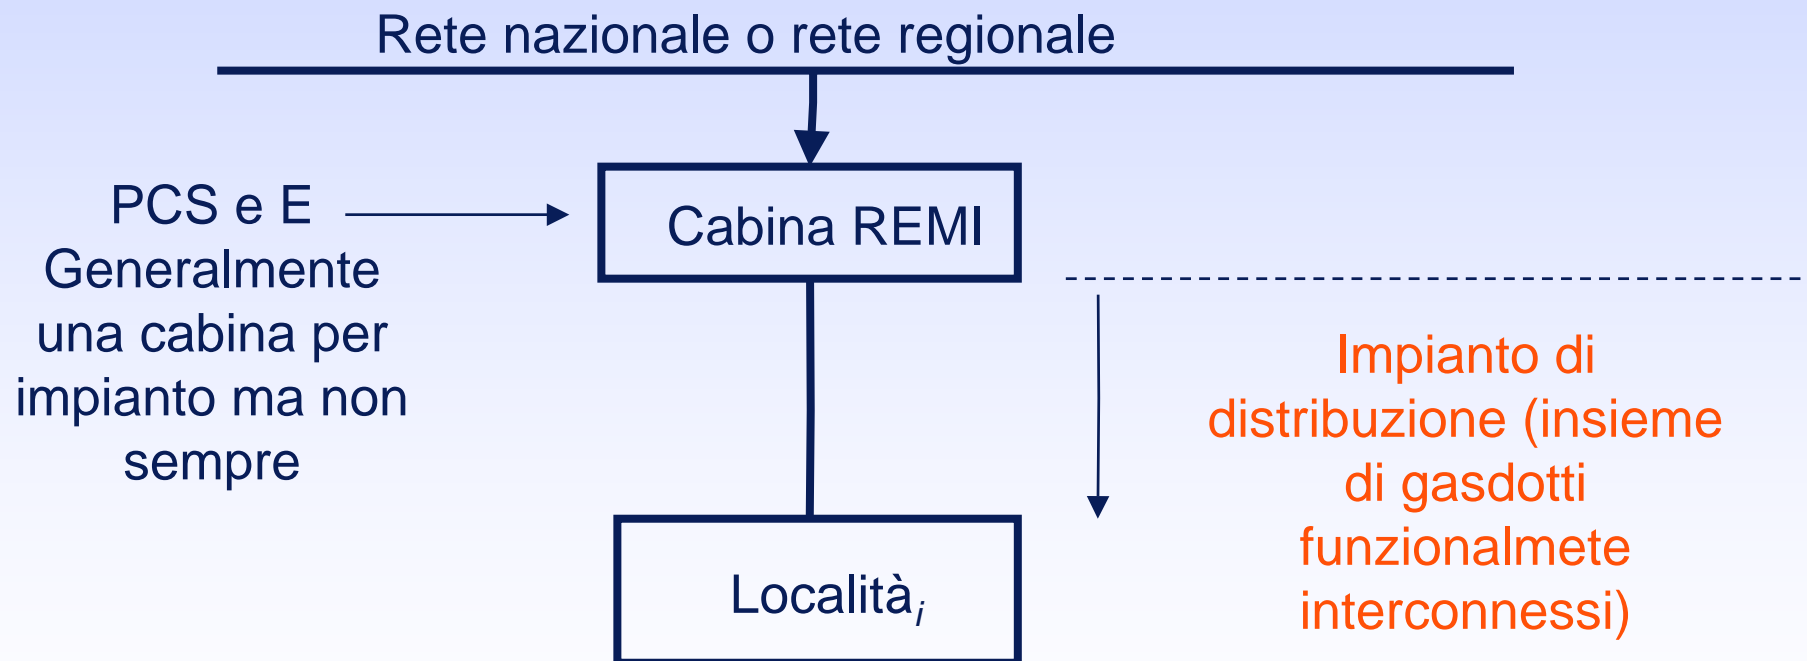 Rete nazionale o rete regionale
PCS e E
Generalmente
una cabina per
impianto ma non
sempre
Cabina REMI
Impianto di
distribuzione (insieme
di gasdotti
funzionalmete
interconnessi)
Località i